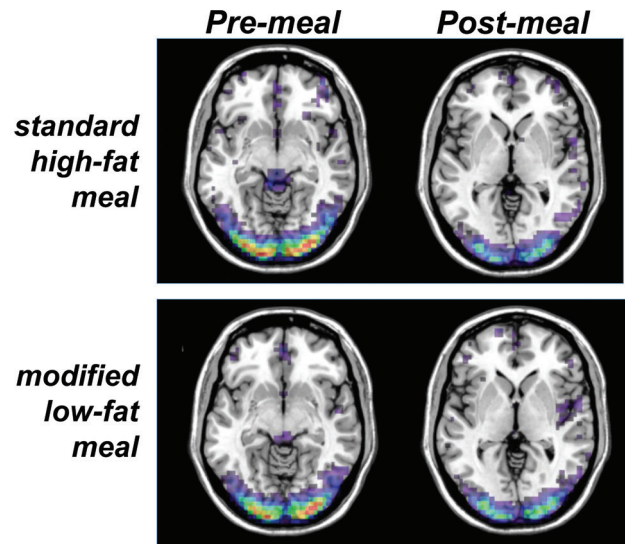 Pre-meal Post-meal
standard
high-fat
meal
modified
low-fat
meal